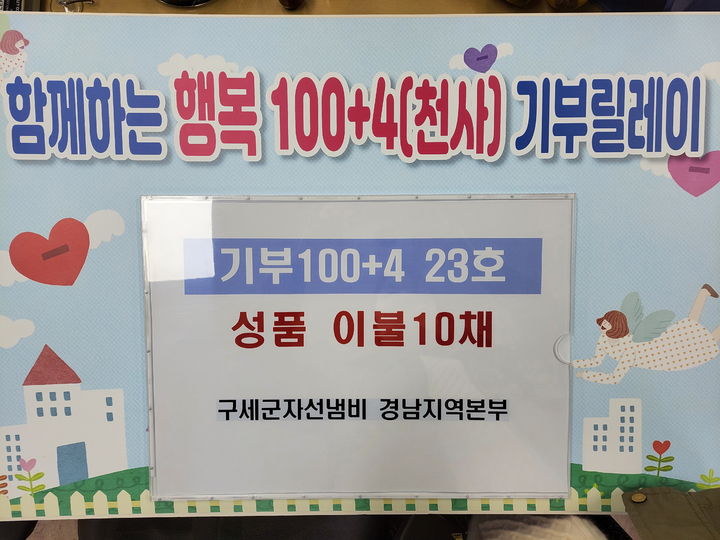 함께하는 행복 100+4(천사) 기부릴레이
기부100+4 23호
성품 이불10채
구세군자선냄비 경남지역본부